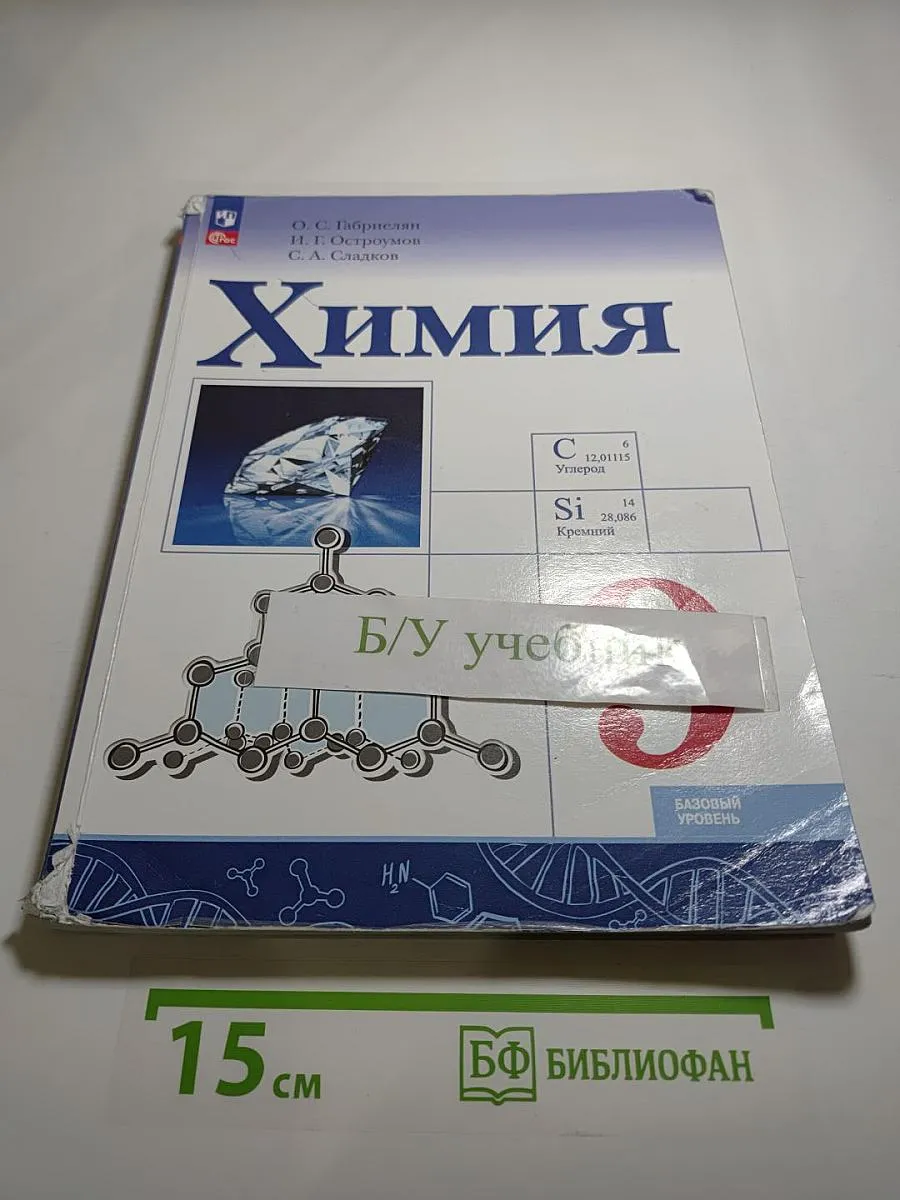 О. С. Габриелян
И. Г. Остроумов
С. А. Сладков
Химия
C 6
12,01115
Углерод
Si 14
28,086
Кремний
9
Б/У учебник
БАЗОВЫЙ
УРОВЕНЬ
H₂N
15 см
БФ БИБЛИОФАН